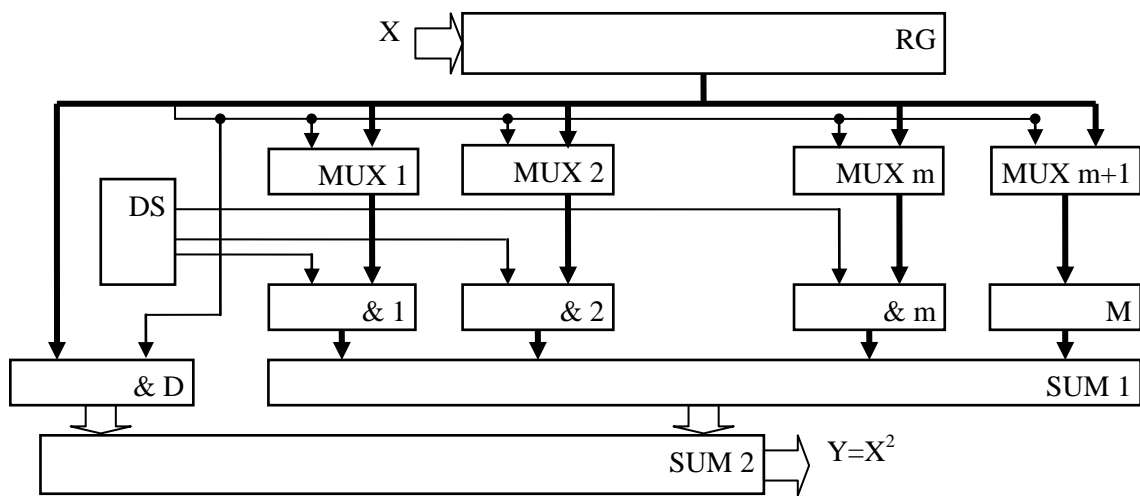 X
RG
MUX 1
MUX 2
MUX m
MUX m+1
DS
& 1
& 2
& m
M
& D
SUM 1
SUM 2
Y=X²